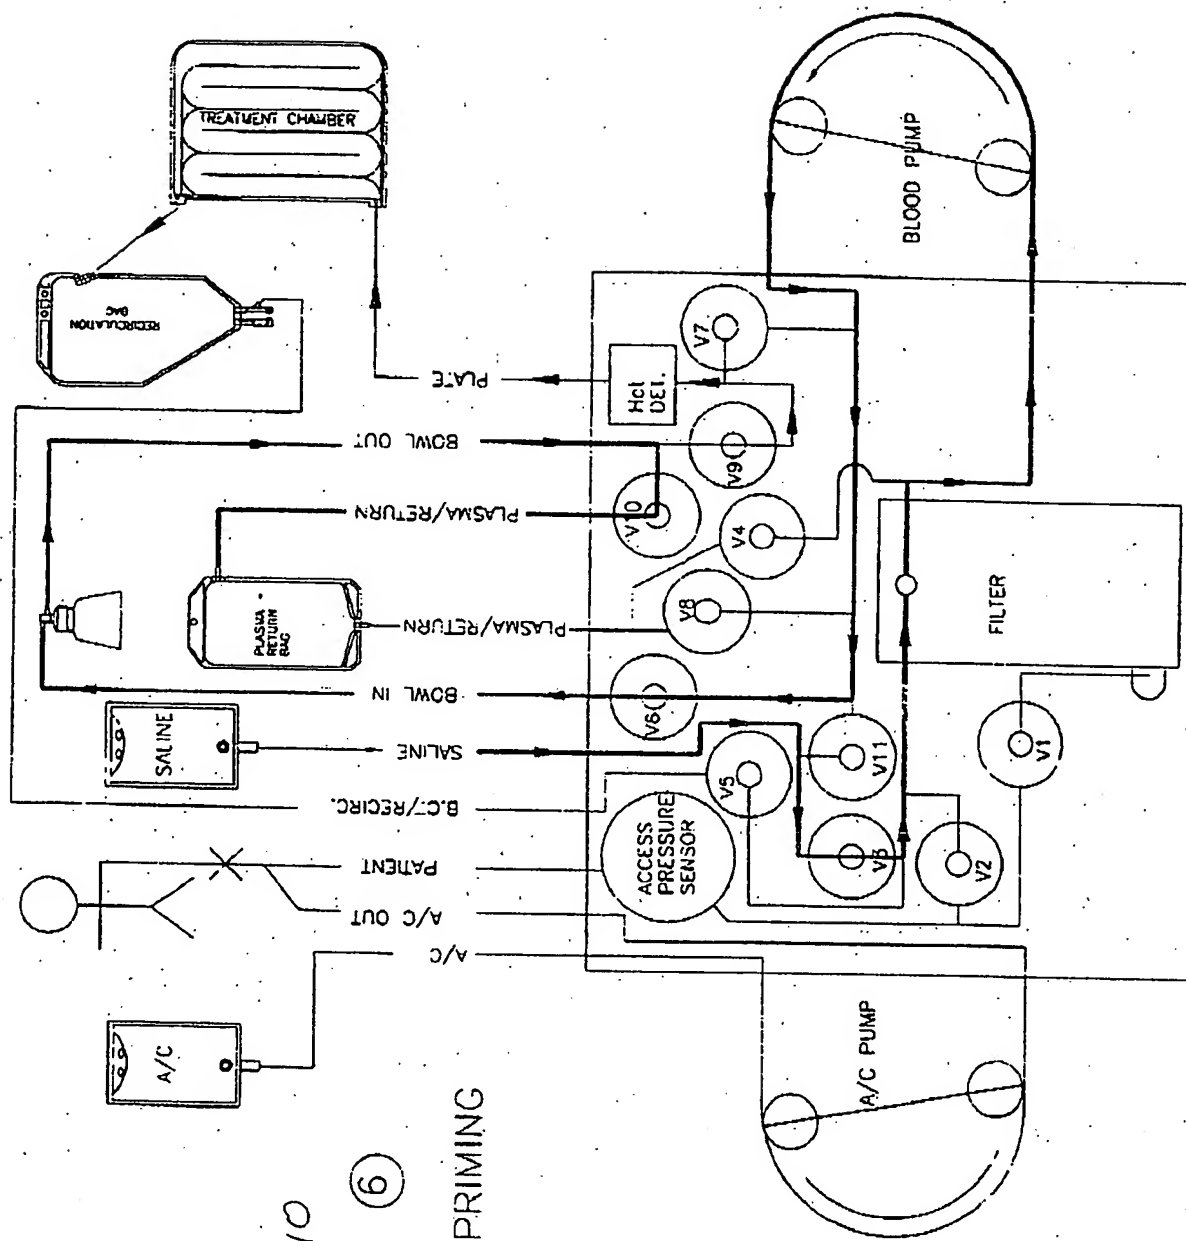 TREATMENT CHAMBER
RECIRCULATION
BAG
BLOOD PUMP
PLATE
Hct
DET.
V7
BOWL OUT
V9
PLASMA/RETURN
V10
V4
PLASMA
RETURN
BAG
PLASMA/RETURN
V8
FILTER
BOWL IN
V6
SALINE
SALINE
V11
V1
B.C./RECIRC.
V5
PATIENT
ACCESS
PRESSURE
SENSOR
V3
V2
A/C OUT
A/C
A/C
A/C PUMP
6
PRIMING